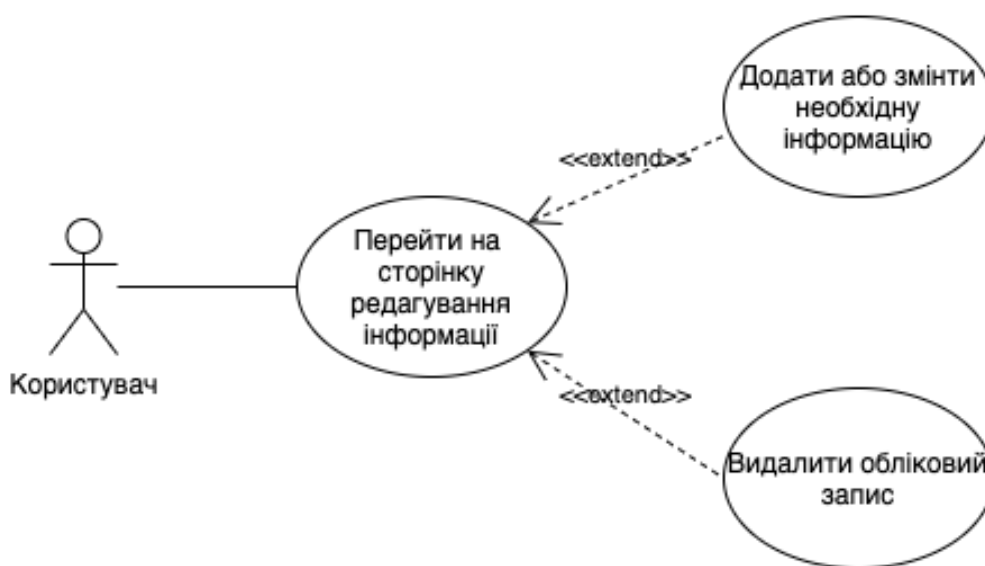 Додати або змінти
необхідну
інформацію
<<extend>>
Перейти на
сторінку
редагування
інформації
Користувач
<<extend>>
Видалити обліковий
запис